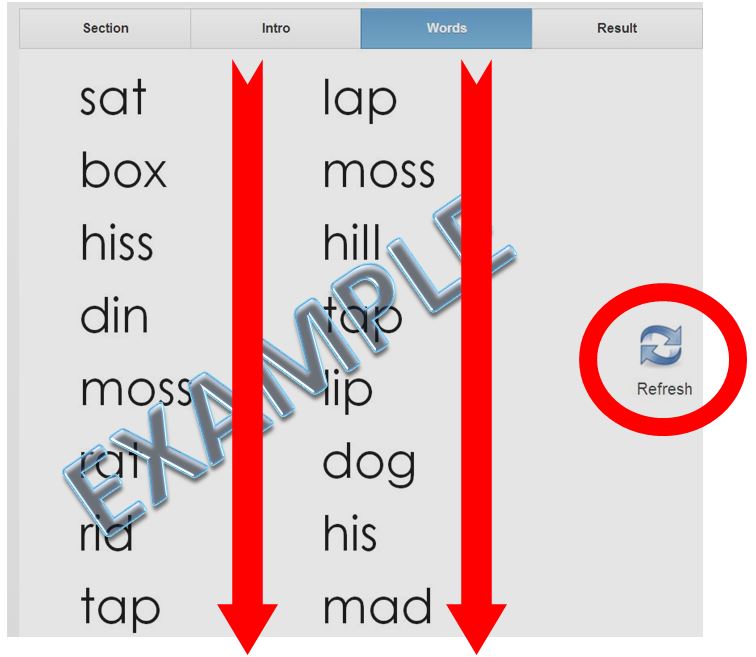 Section Intro Words Result
sat
box
hiss
din
moss
rat
rid
tap
lap
moss
hill
tap
lip
dog
his
mad
EXAMPLE
Refresh